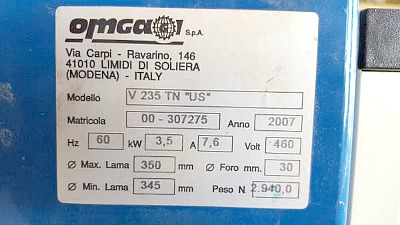 omga S.p.A.
Via Carpi - Ravarino, 146
41010 LIMIDI DI SOLIERA
(MODENA) - ITALY
Modello V 235 TN "US"
Matricola 00 - 307275 Anno 2007
Hz 60 kW 3,5 A 7,6 Volt 460
Ø Max. Lama 350 mm Ø Foro mm. 30
Ø Min. Lama 345 mm Peso N 2.940,0